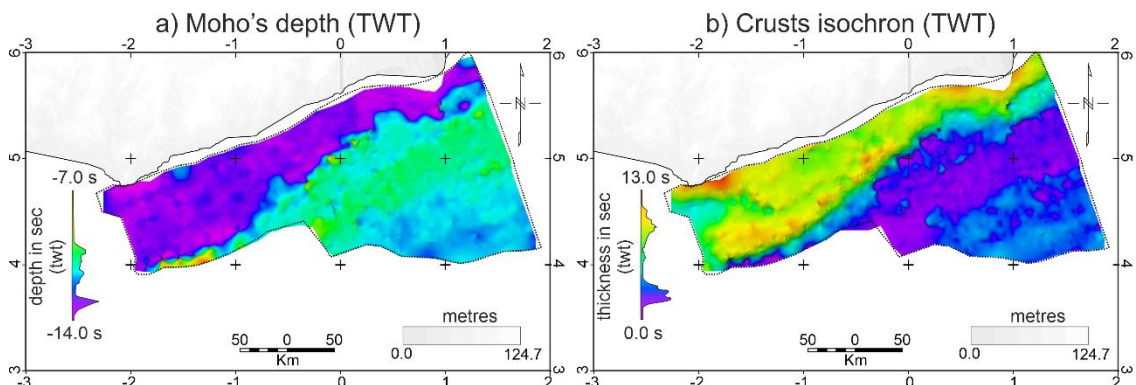 a) Moho's depth (TWT)
-3 -2 -1 0 1 2
6
5
4
3
N
-7.0 s
depth in sec
(twt)
-14.0 s
50 0 50
Km
metres
0.0 124.7
-3 -2 -1 0 1 2
6
5
4
3
b) Crusts isochron (TWT)
-3 -2 -1 0 1 2
6
5
4
3
N
13.0 s
thickness in sec
(twt)
0.0 s
50 0 50
Km
metres
0.0 124.7
-3 -2 -1 0 1 2
6
5
4
3